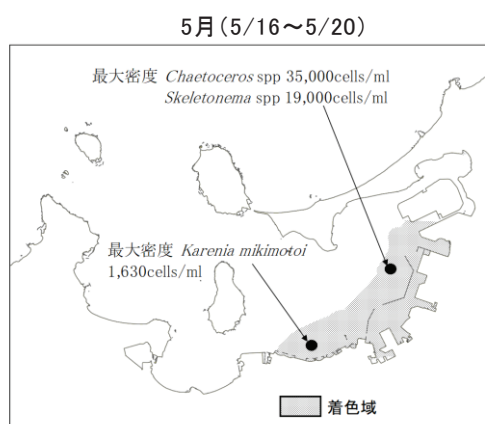 5月(5/16～5/20)
最大密度 Chaetoceros spp 35,000cells/ml
Skeletonema spp 19,000cells/ml
最大密度 Karenia mikimotoi
1,630cells/ml
着色域